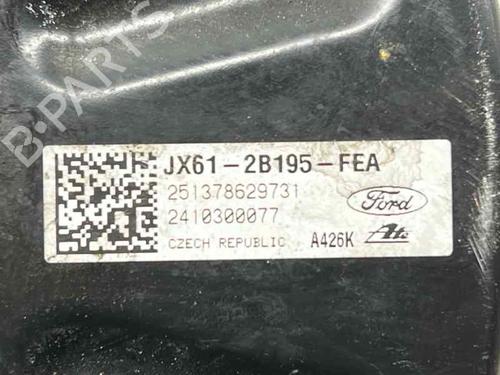 B-PARTS
JX61-2B195-FEA
251378629731
2410300077
Ford
CZECH REPUBLIC A426K Ate